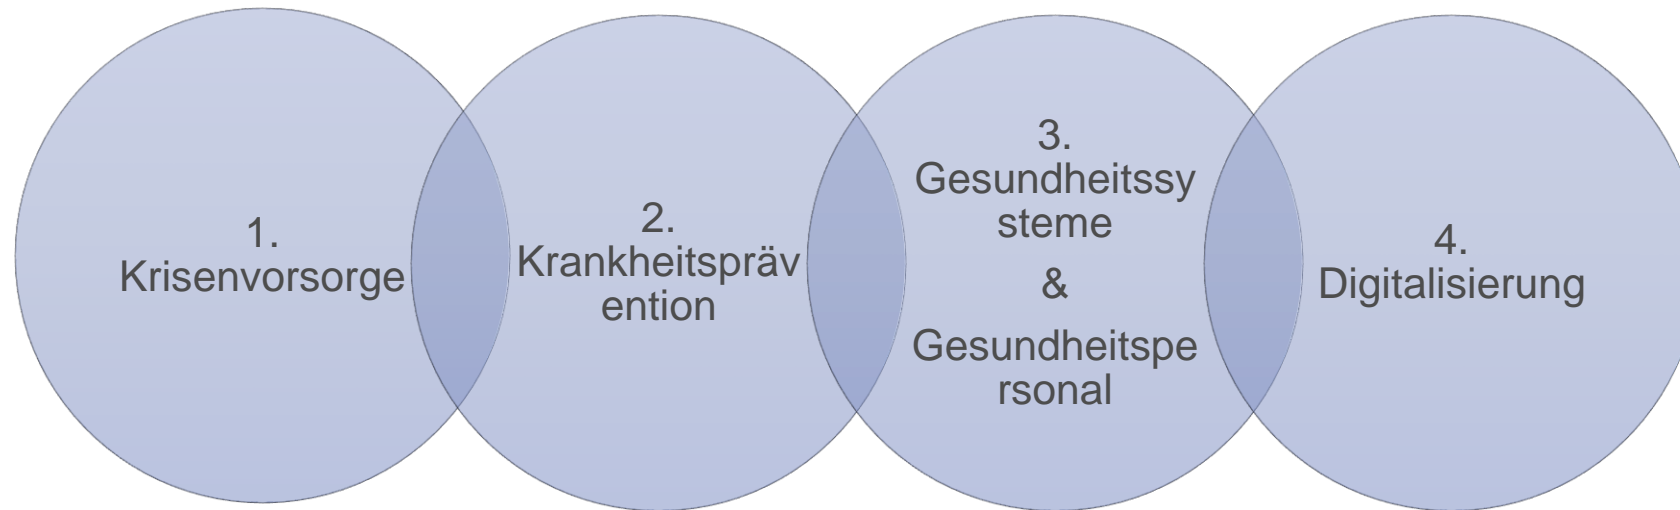 1.
Krisenvorsorge
2.
Krankheitspräv
ention
3.
Gesundheitssy
steme
&
Gesundheitspe
rsonal
4.
Digitalisierung